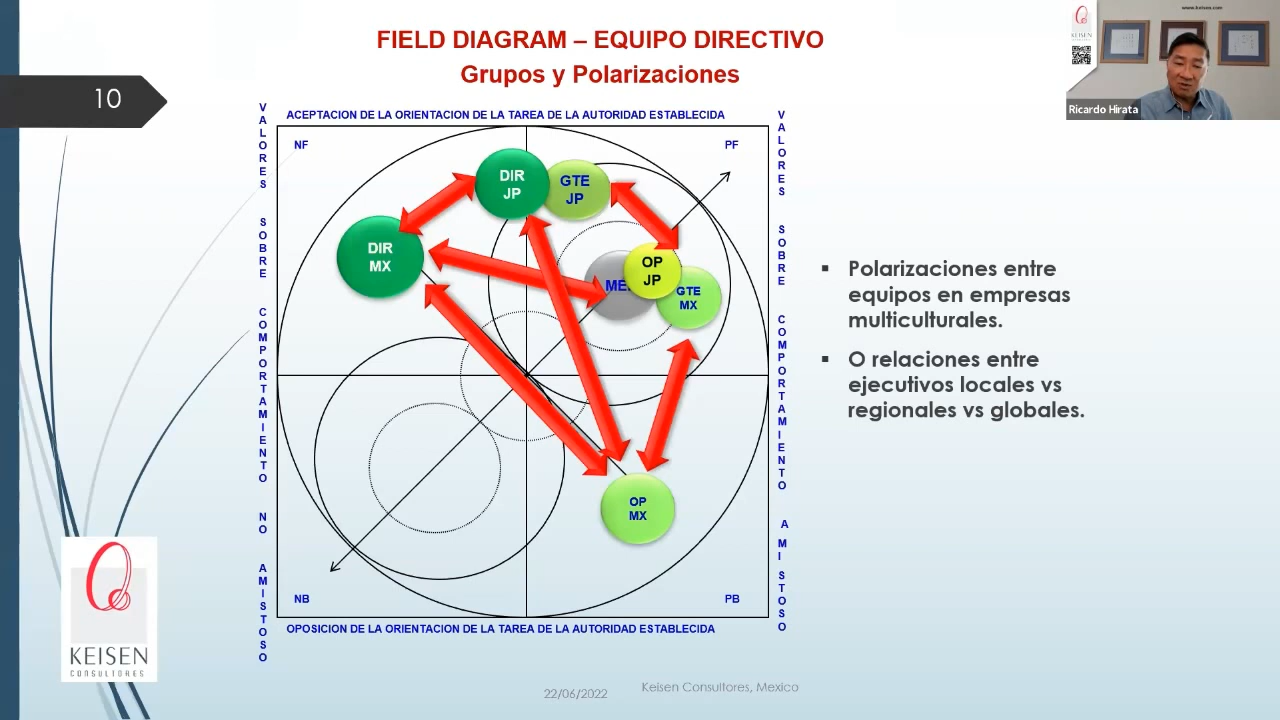 FIELD DIAGRAM – EQUIPO DIRECTIVO
Grupos y Polarizaciones
10
www.keisen.com
KEISEN
Ricardo Hirata
ACEPTACION DE LA ORIENTACION DE LA TAREA DE LA AUTORIDAD ESTABLECIDA
VALORES SOBRE COMPORTAMIENTO NO AMISTOSO
VALORES SOBRE COMPORTAMIENTO AMISTOSO
NF
PF
DIR
JP
GTE
JP
DIR
MX
OP
JP
GTE
MX
OP
MX
NB
PB
OPOSICION DE LA ORIENTACION DE LA TAREA DE LA AUTORIDAD ESTABLECIDA
Polarizaciones entre
equipos en empresas
multiculturales.
O relaciones entre
ejecutivos locales vs
regionales vs globales.
KEISEN
CONSULTORES
22/06/2022
Keisen Consultores, Mexico